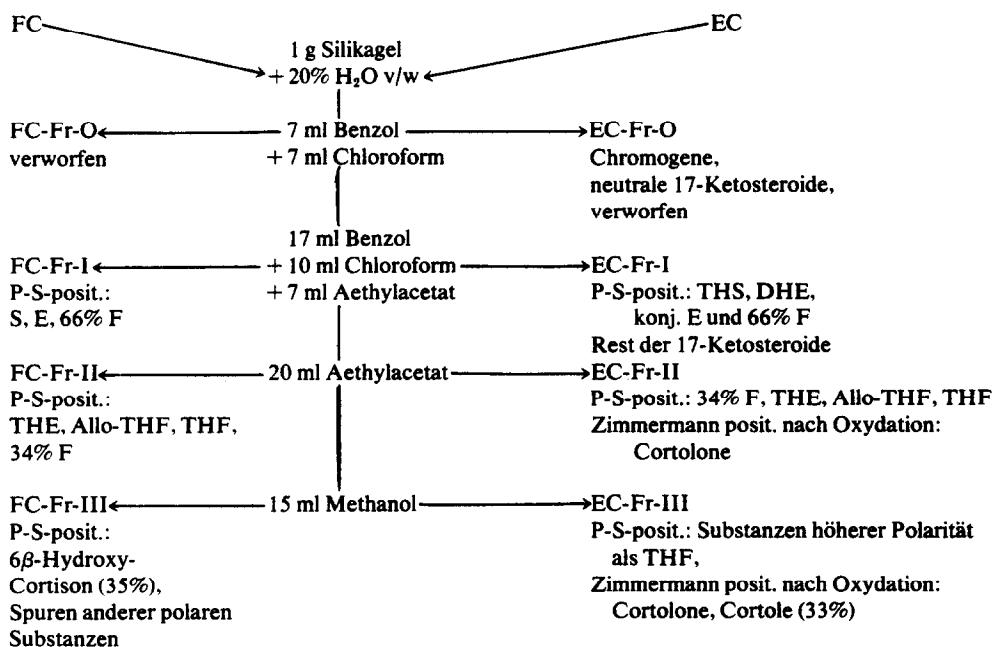 FC
EC
1 g Silikagel
+ 20% H₂O v/w
FC-Fr-O
7 ml Benzol
EC-Fr-O
verworfen
+ 7 ml Chloroform
Chromogene,
neutrale 17-Ketosteroide,
verworfen
17 ml Benzol
FC-Fr-I
+ 10 ml Chloroform
EC-Fr-I
P-S-posit.:
+ 7 ml Aethylacetat
P-S-posit.: THS, DHE,
S, E, 66% F
konj. E und 66% F
Rest der 17-Ketosteroide
FC-Fr-II
20 ml Aethylacetat
EC-Fr-II
P-S-posit.:
P-S-posit.: 34% F, THE, Allo-THF, THF
THE, Allo-THF, THF,
Zimmermann posit. nach Oxydation:
34% F
Cortolone
FC-Fr-III
15 ml Methanol
EC-Fr-III
P-S-posit.:
P-S-posit.: Substanzen höherer Polarität
6β-Hydroxy-
als THF,
Cortison (35%),
Zimmermann posit. nach Oxydation:
Spuren anderer polaren
Cortolone, Cortole (33%)
Substanzen